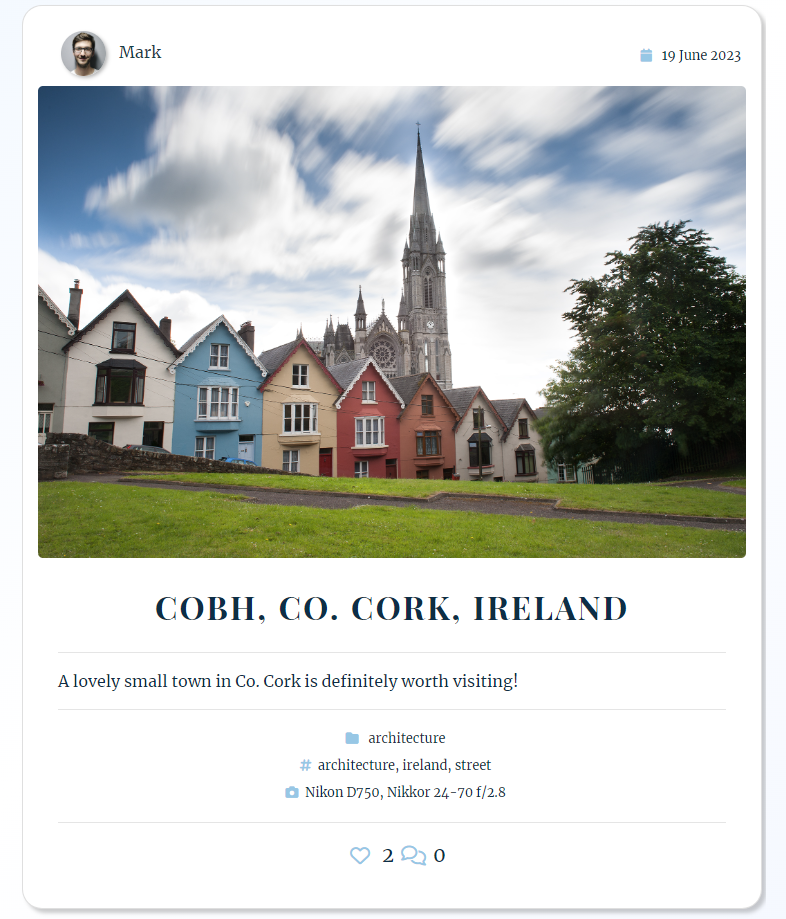 Mark
19 June 2023
COBH, CO. CORK, IRELAND
A lovely small town in Co. Cork is definitely worth visiting!
architecture
architecture, ireland, street
Nikon D750, Nikkor 24-70 f/2.8
2 0